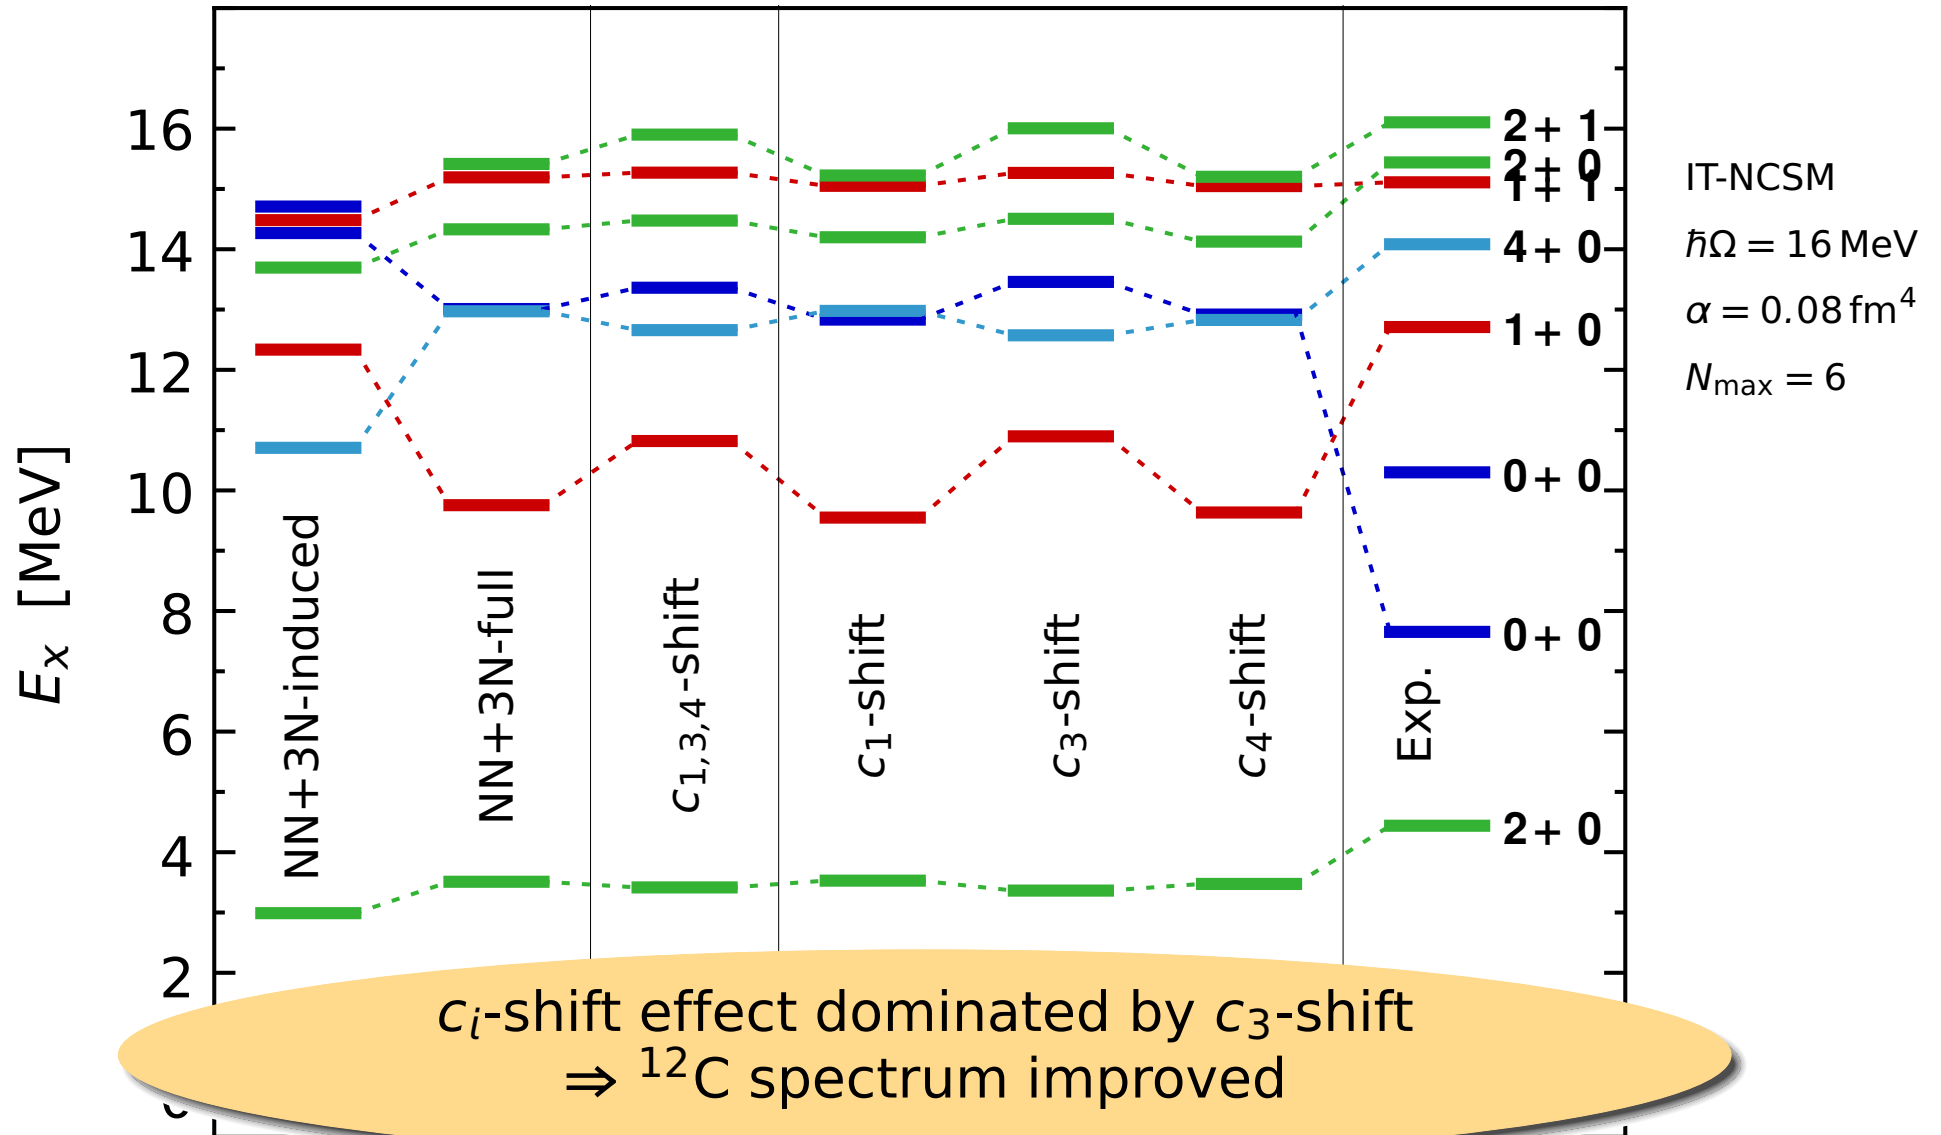 16
14
12
10
8
6
4
2
E_x [MeV]
NN+3N-induced
NN+3N-full
c_{1,3,4}-shift
c_1-shift
c_3-shift
c_4-shift
Exp.
2+ 1
2+ 0
1+ 1
4+ 0
1+ 0
0+ 0
0+ 0
2+ 0
IT-NCSM
ℏΩ = 16 MeV
α = 0.08 fm⁴
N_max = 6
c_i-shift effect dominated by c_3-shift
⇒ ¹²C spectrum improved